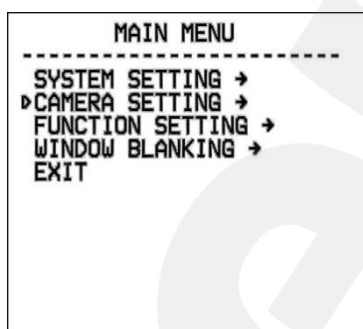 MAIN MENU
-------------------------
SYSTEM SETTING →
▷CAMERA SETTING →
FUNCTION SETTING →
WINDOW BLANKING →
EXIT